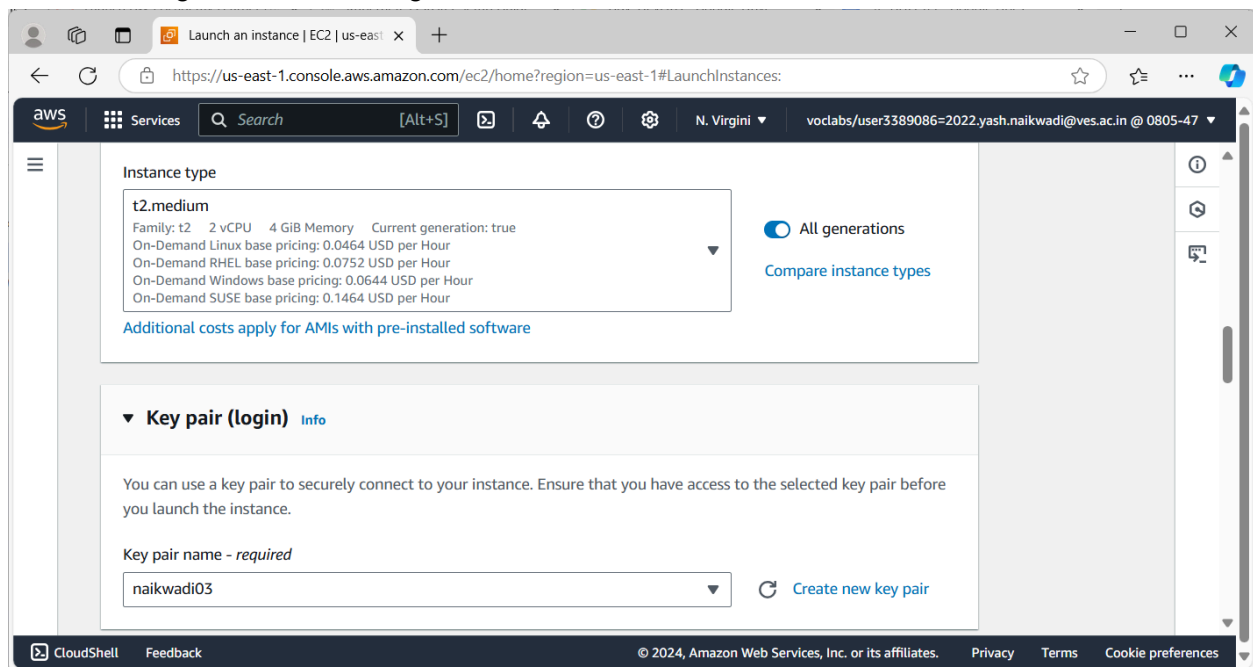 Launch an instance | EC2 | us-east
https://us-east-1.console.aws.amazon.com/ec2/home?region=us-east-1#LaunchInstances:
aws Services Search [Alt+S] N. Virgini voclabs/user3389086=2022.yash.naikwadi@ves.ac.in @ 0805-47
Instance type
t2.medium
Family: t2 2 vCPU 4 GiB Memory Current generation: true
On-Demand Linux base pricing: 0.0464 USD per Hour
On-Demand RHEL base pricing: 0.0752 USD per Hour
On-Demand Windows base pricing: 0.0644 USD per Hour
On-Demand SUSE base pricing: 0.1464 USD per Hour
All generations
Compare instance types
Additional costs apply for AMIs with pre-installed software
Key pair (login) Info
You can use a key pair to securely connect to your instance. Ensure that you have access to the selected key pair before
you launch the instance.
Key pair name - required
naikwadi03
Create new key pair
CloudShell Feedback © 2024, Amazon Web Services, Inc. or its affiliates. Privacy Terms Cookie preferences